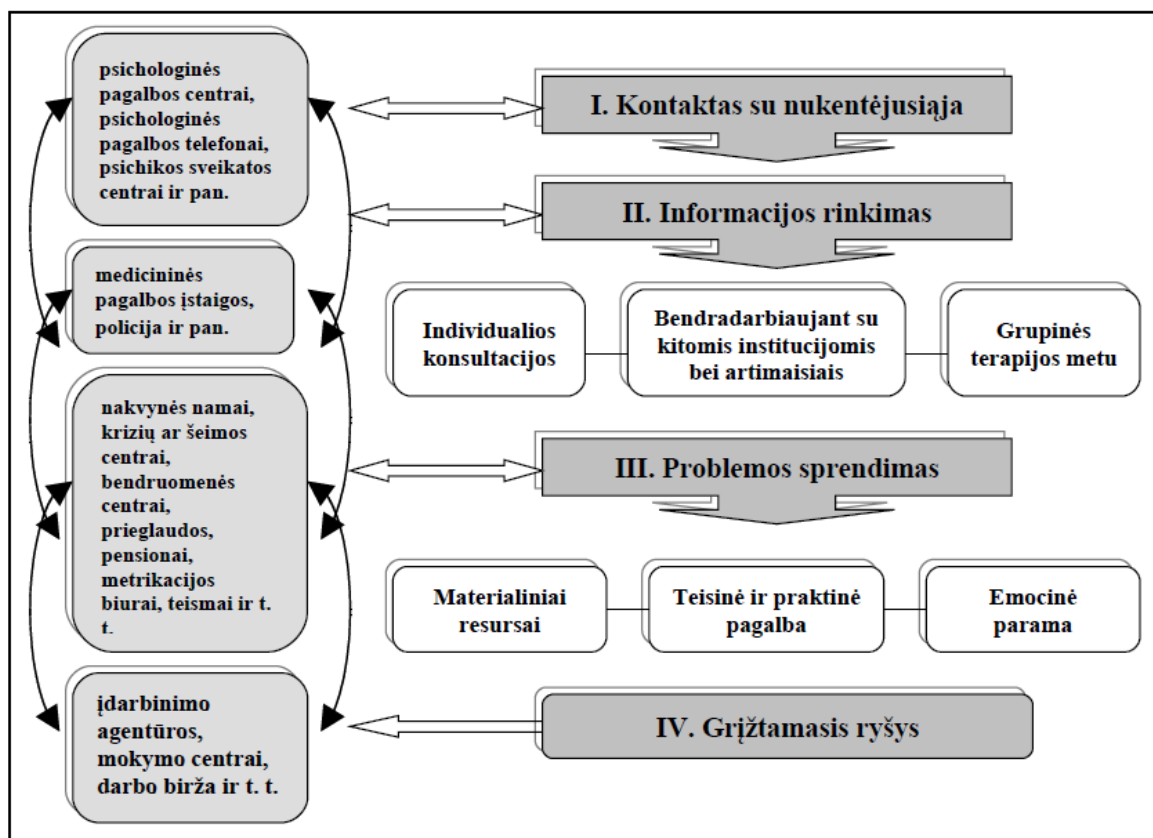 psichologinės
pagalbos centrai,
psichologinės
pagalbos telefonai,
psichikos sveikatos
centrai ir pan.
medicininės
pagalbos įstaigos,
policija ir pan.
nakvynės namai,
krizių ar šeimos
centrai,
bendruomenės
centrai,
prieglaudos,
pensionai,
metrikacijos
biurai, teismai ir t.
t.
įdarbinimo
agentūros,
mokymo centrai,
darbo birža ir t. t.
I. Kontaktas su nukentėjusiąja
II. Informacijos rinkimas
Individualios
konsultacijos
Bendradarbiaujant su
kitomis institucijomis
bei artimaisiais
Grupinės
terapijos metu
III. Problemos sprendimas
Materialiniai
resursai
Teisinė ir praktinė
pagalba
Emocinė
parama
IV. Grįžtamasis ryšys